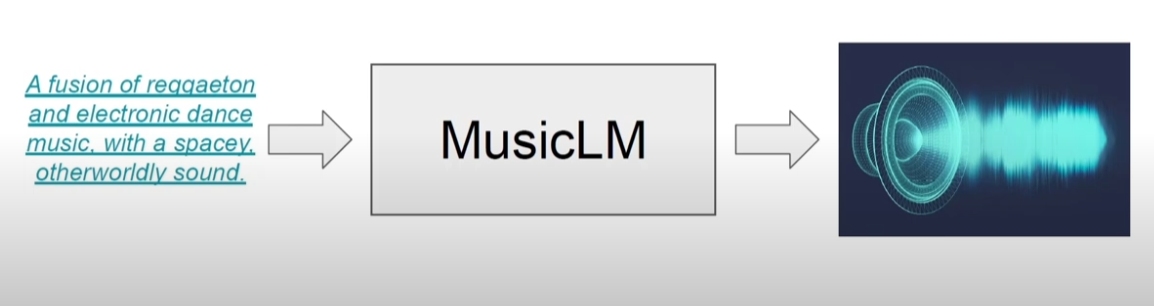 A fusion of reggaeton
and electronic dance
music, with a spacey,
otherworldly sound.
MusicLM